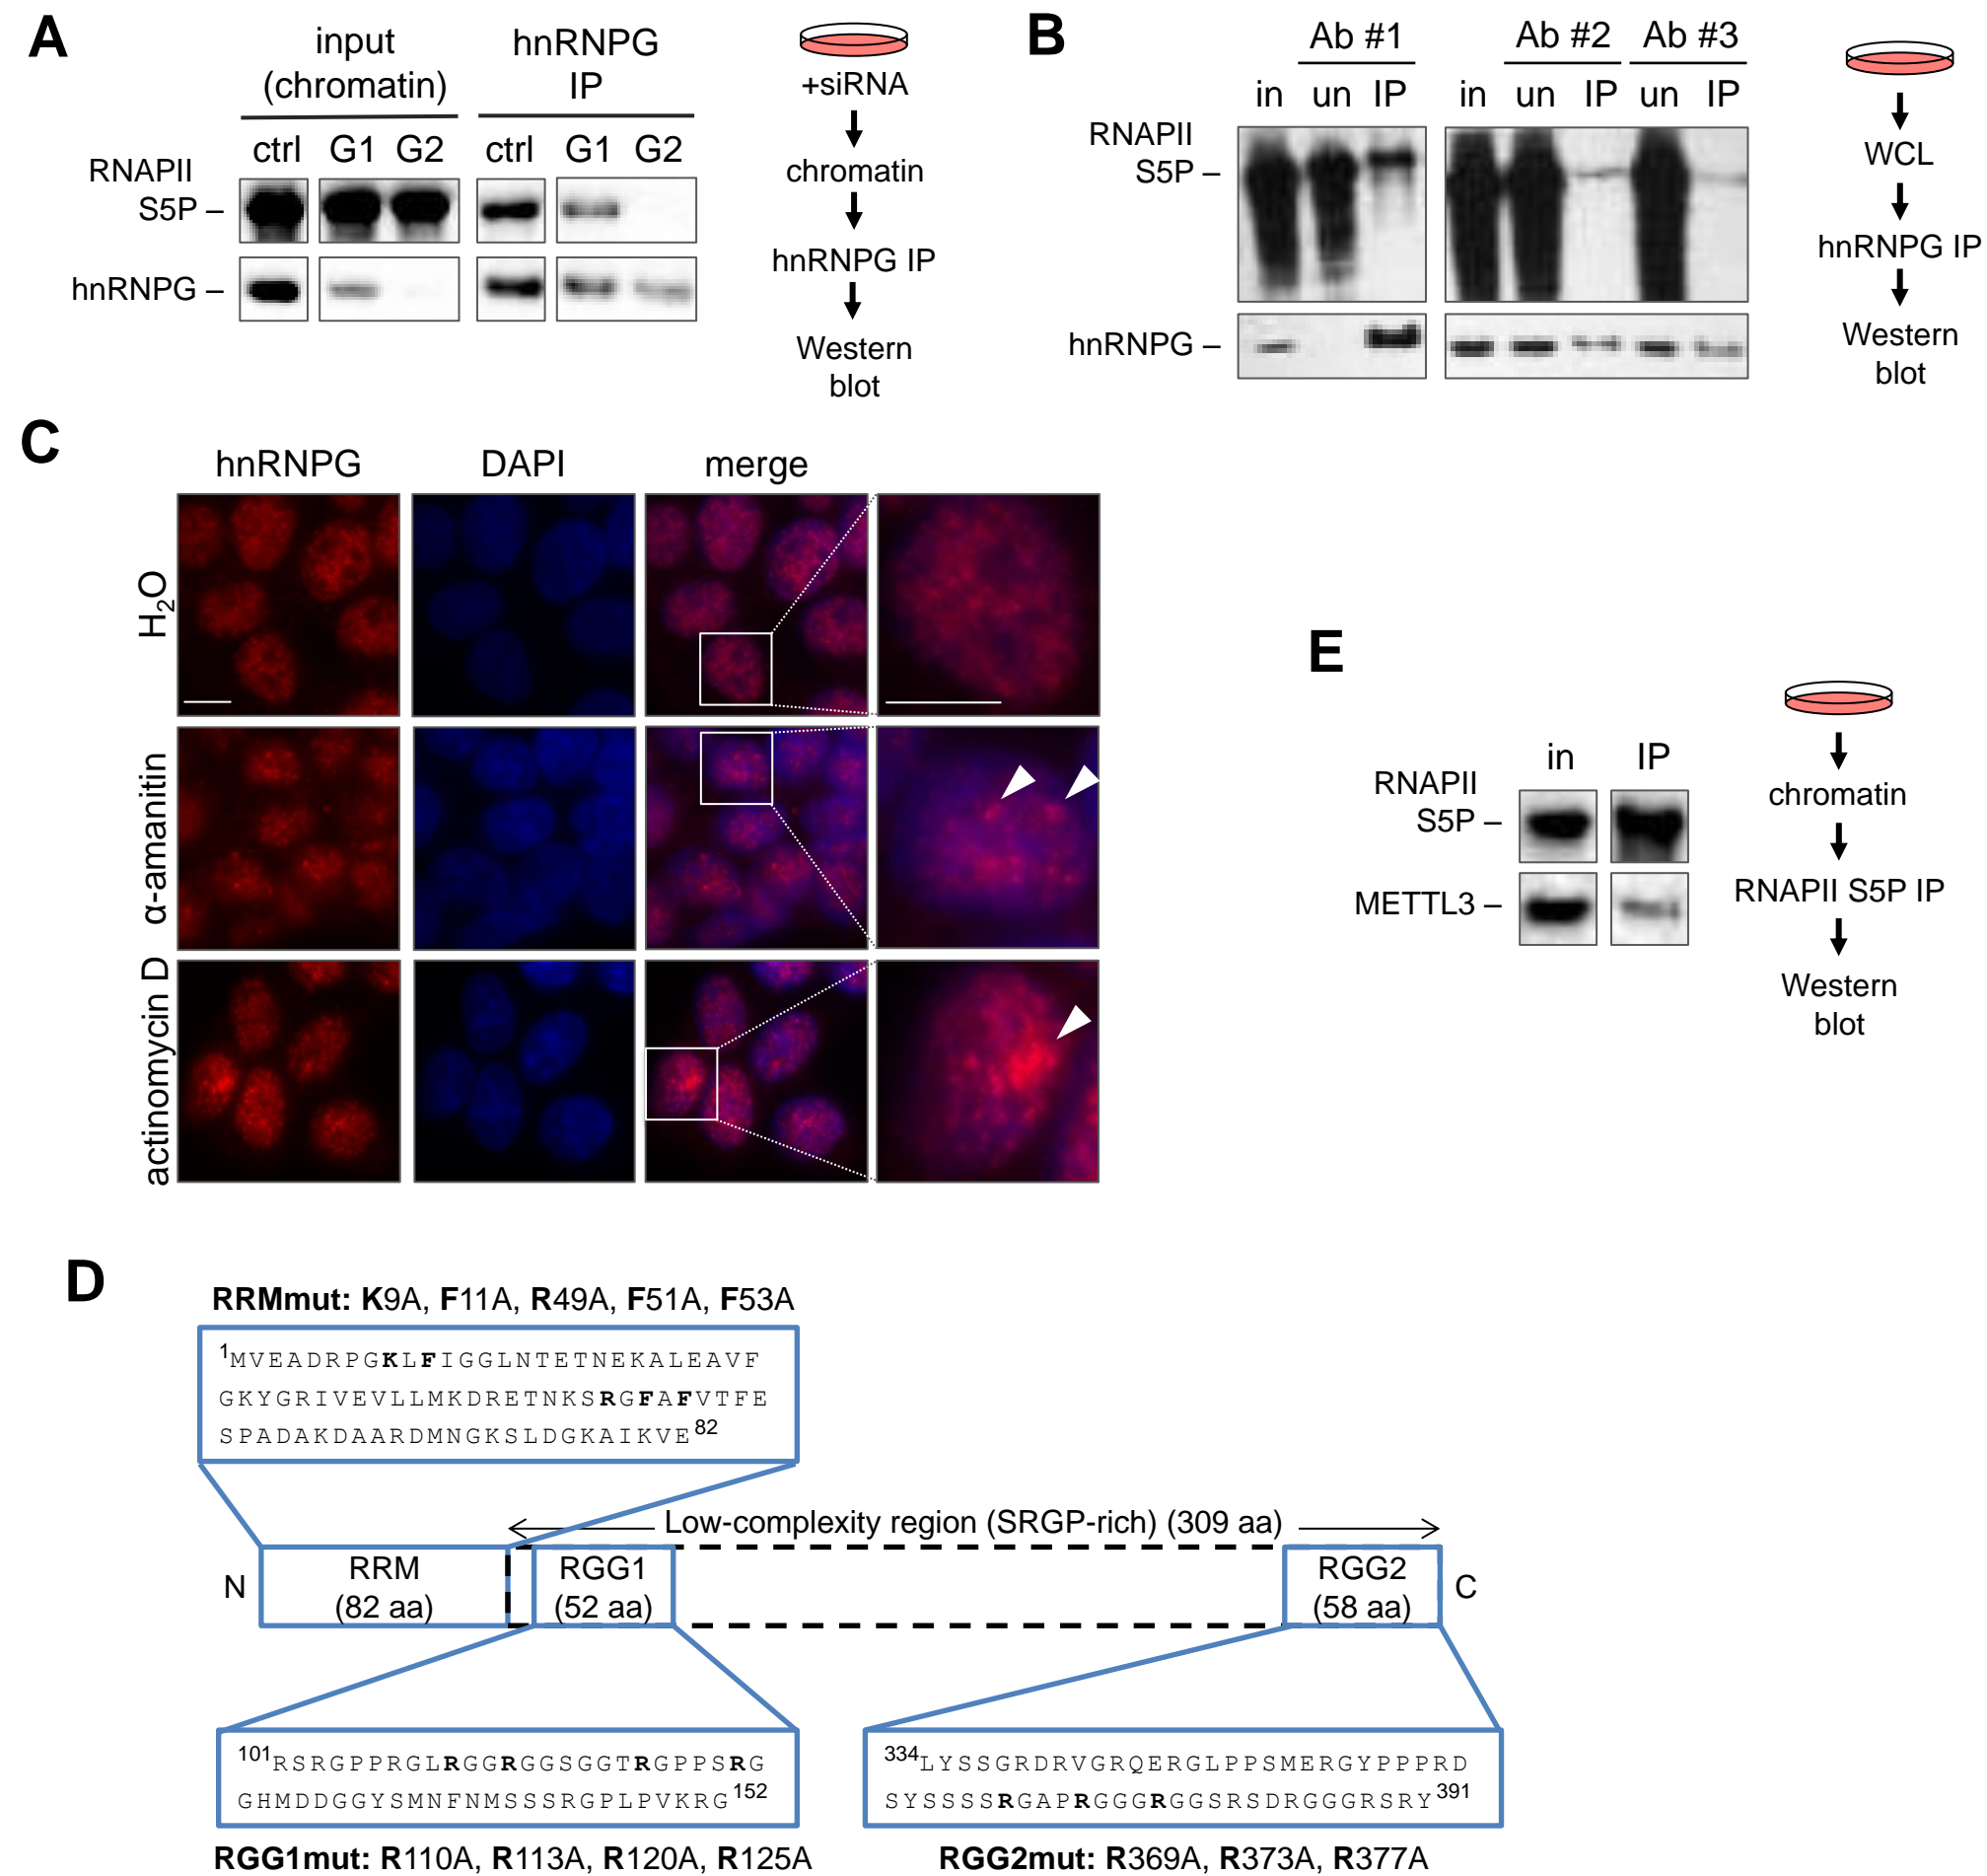 A
input
(chromatin)
hnRNPG
IP
ctrl G1 G2 ctrl G1 G2
RNAPII
S5P –
hnRNPG –
+siRNA
chromatin
hnRNPG IP
Western
blot
B
Ab #1 Ab #2 Ab #3
in un IP in un IP un IP
RNAPII
S5P –
hnRNPG –
WCL
hnRNPG IP
Western
blot
C
hnRNPG DAPI merge
H₂O
α-amanitin
actinomycin D
E
in IP
RNAPII
S5P –
METTL3 –
chromatin
RNAPII S5P IP
Western
blot
D
RRMmut: K9A, F11A, R49A, F51A, F53A
¹MVEADRPGKLFIGGLNTETNEKALEAVF
GKYGRIVEVLLMKDRETNKSRGFAFVTFE
SPADAKDAARDMNGKSLDGKAIKVE⁸²
Low-complexity region (SRGP-rich) (309 aa)
N
RRM
(82 aa)
RGG1
(52 aa)
RGG2
(58 aa)
C
¹⁰¹RSRGPPRGLRGGRGGSGGTRGPPSRG
GHMDDGGYSMNFNMSSSRGPLPVKRG¹⁵²
RGG1mut: R110A, R113A, R120A, R125A
³³⁴LYSSGRDRVGRQERGLPPSMERGYPPPRD
SYSSSSRGAPRGGGRGGSRSDRGGGRSRY³⁹¹
RGG2mut: R369A, R373A, R377A